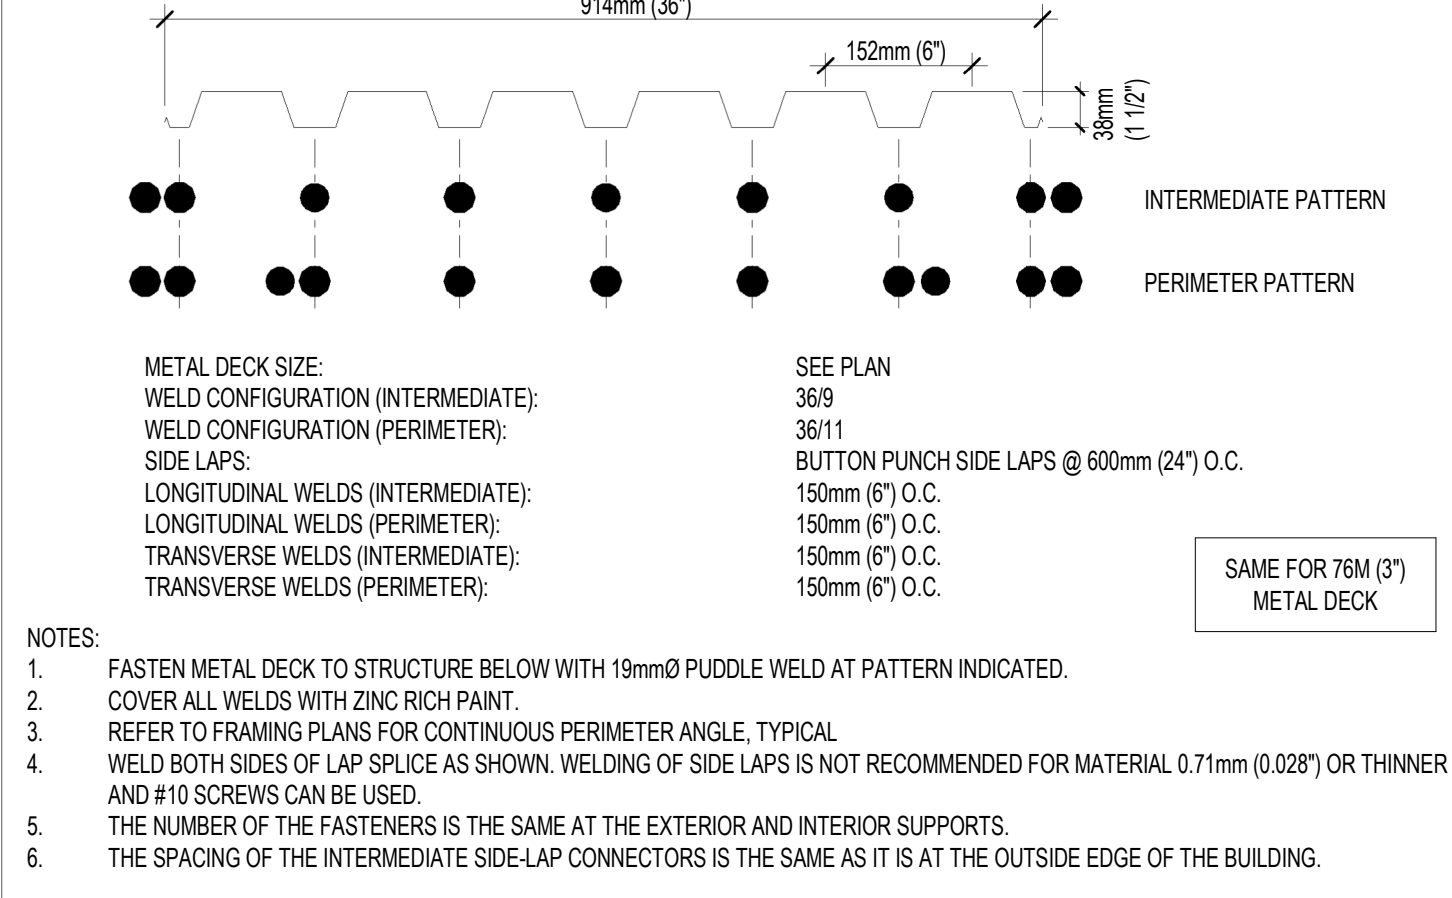 914mm (36")
152mm (6")
38mm
(1 1/2")
INTERMEDIATE PATTERN
PERIMETER PATTERN
METAL DECK SIZE: SEE PLAN
WELD CONFIGURATION (INTERMEDIATE): 36/9
WELD CONFIGURATION (PERIMETER): 36/11
SIDE LAPS: BUTTON PUNCH SIDE LAPS @ 600mm (24") O.C.
LONGITUDINAL WELDS (INTERMEDIATE): 150mm (6") O.C.
LONGITUDINAL WELDS (PERIMETER): 150mm (6") O.C.
TRANSVERSE WELDS (INTERMEDIATE): 150mm (6") O.C.
TRANSVERSE WELDS (PERIMETER): 150mm (6") O.C.
SAME FOR 76M (3")
METAL DECK
NOTES:
1. FASTEN METAL DECK TO STRUCTURE BELOW WITH 19mmØ PUDDLE WELD AT PATTERN INDICATED.
2. COVER ALL WELDS WITH ZINC RICH PAINT.
3. REFER TO FRAMING PLANS FOR CONTINUOUS PERIMETER ANGLE, TYPICAL
4. WELD BOTH SIDES OF LAP SPLICE AS SHOWN. WELDING OF SIDE LAPS IS NOT RECOMMENDED FOR MATERIAL 0.71mm (0.028") OR THINNER
AND #10 SCREWS CAN BE USED.
5. THE NUMBER OF THE FASTENERS IS THE SAME AT THE EXTERIOR AND INTERIOR SUPPORTS.
6. THE SPACING OF THE INTERMEDIATE SIDE-LAP CONNECTORS IS THE SAME AS IT IS AT THE OUTSIDE EDGE OF THE BUILDING.